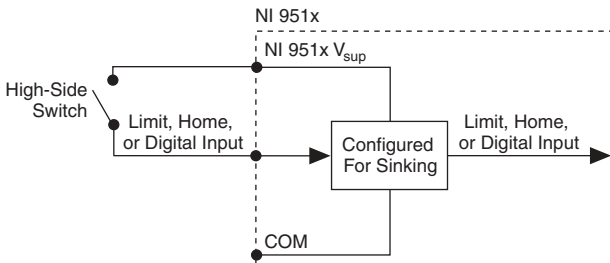 NI 951x
NI 951x Vsup
High-Side
Switch
Limit, Home,
or Digital Input
Configured
For Sinking
Limit, Home,
or Digital Input
COM